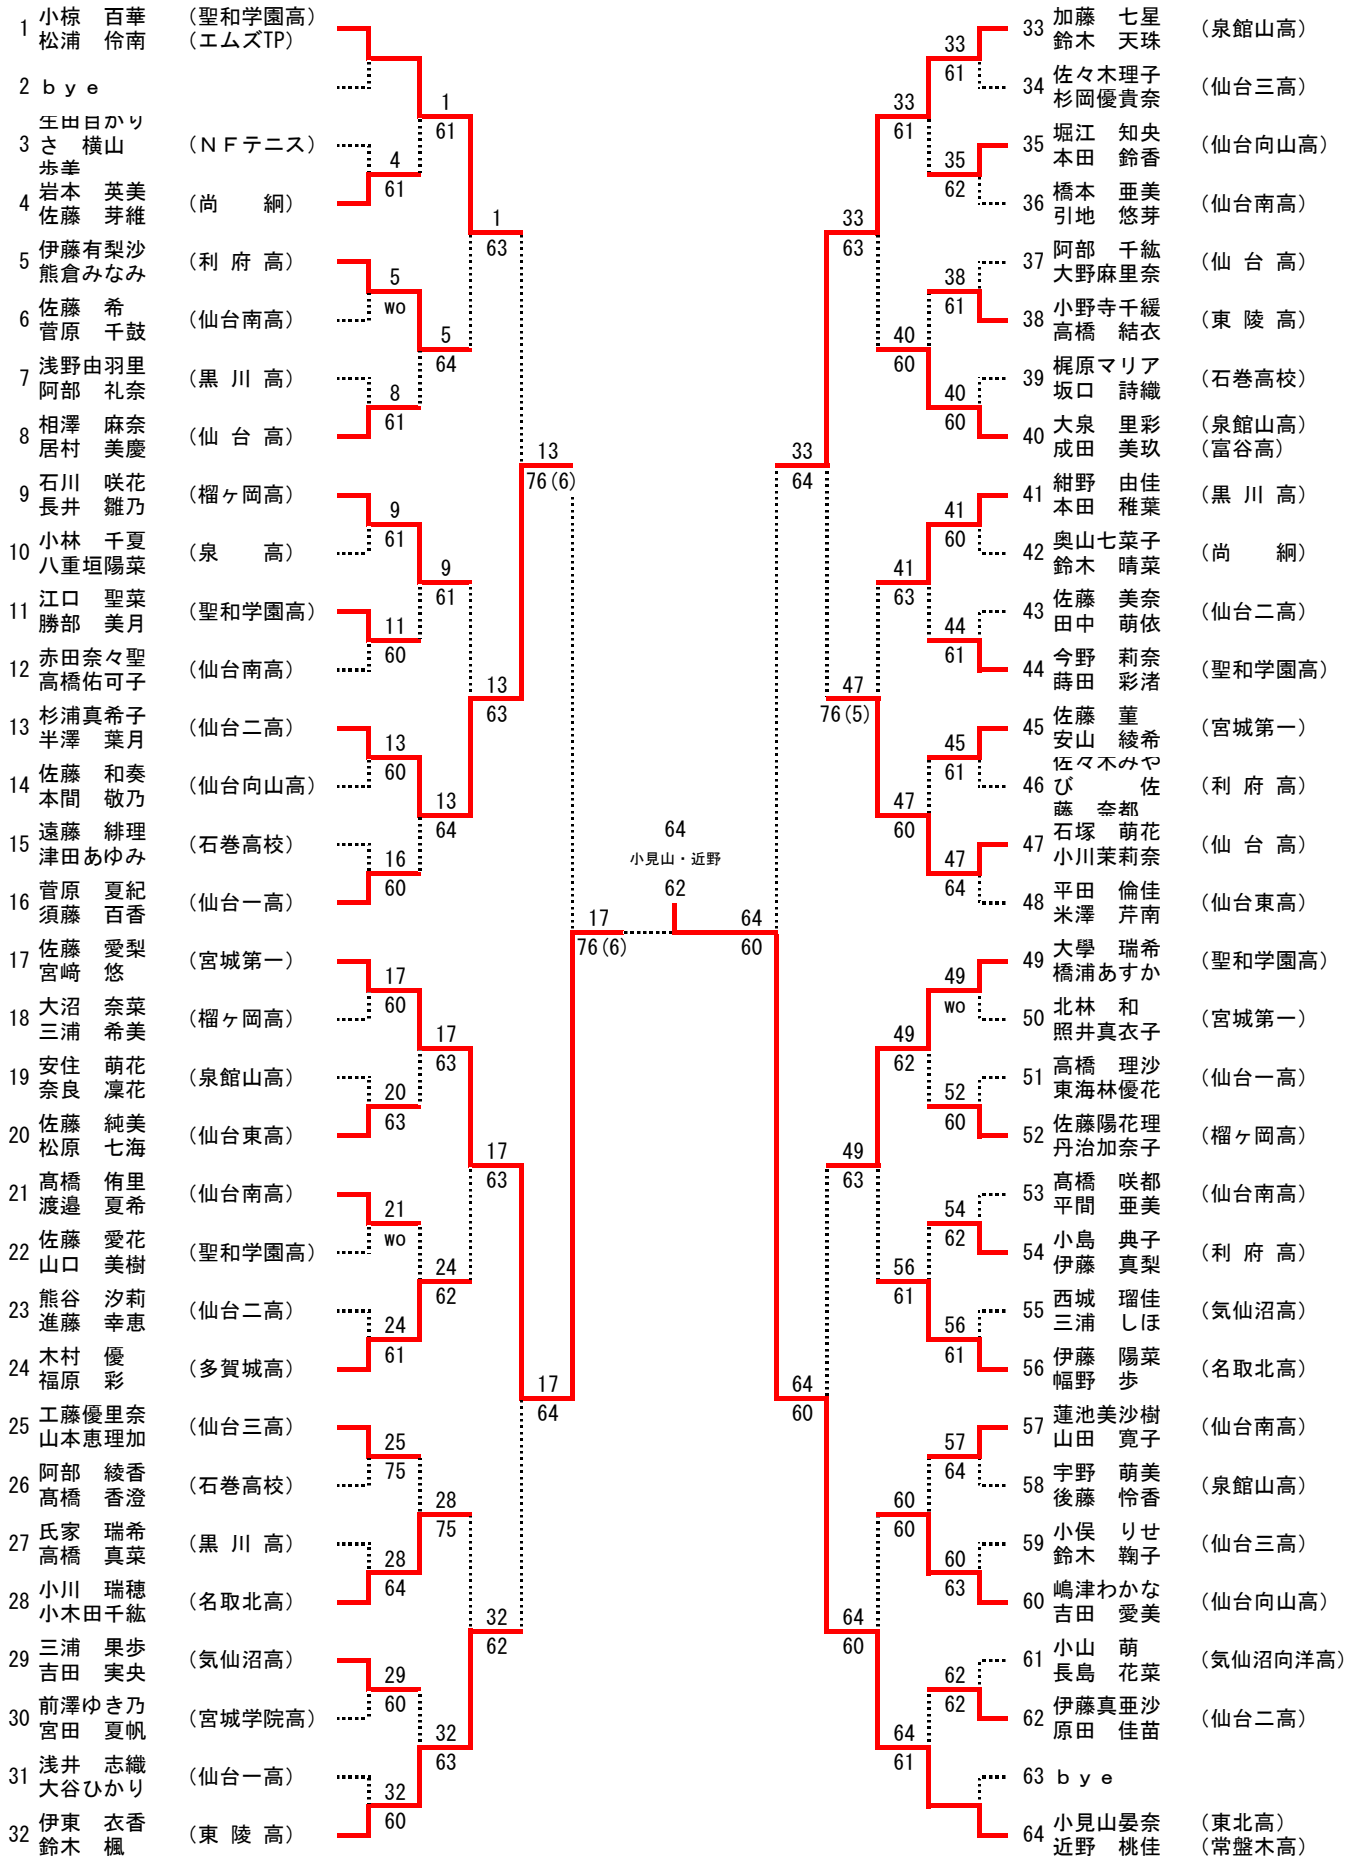 1 小椋　百華 (聖和学園高)
松浦　伶南 (エムズTP)
2 ｂｙｅ
3 さ　横山 (ＮＦテニス)
4 岩本　英美
佐藤　芽維 (尚　　絅)
5 伊藤有梨沙
熊倉みなみ (利 府 高)
6 佐藤　希
菅原　千鼓 (仙台南高)
7 浅野由羽里
阿部　礼奈 (黒 川 高)
8 相澤　麻奈
居村　美慶 (仙 台 高)
9 石川　咲花
長井　雛乃 (榴ヶ岡高)
10 小林　千夏
八重垣陽菜 (泉　　高)
11 江口　聖菜
勝部　美月 (聖和学園高)
12 赤田奈々聖
高橋佑可子 (仙台南高)
13 杉浦真希子
半澤　葉月 (仙台二高)
14 佐藤　和奏
本間　敬乃 (仙台向山高)
15 遠藤　緋理
津田あゆみ (石巻高校)
16 菅原　夏紀
須藤　百香 (仙台一高)
17 佐藤　愛梨
宮﨑　悠 (宮城第一)
18 大沼　奈菜
三浦　希美 (榴ヶ岡高)
19 安住　萌花
奈良　凜花 (泉館山高)
20 佐藤　純美
松原　七海 (仙台東高)
21 髙橋　侑里
渡邉　夏希 (仙台南高)
22 佐藤　愛花
山口　美樹 (聖和学園高)
23 熊谷　汐莉
進藤　幸恵 (仙台二高)
24 木村　優
福原　彩 (多賀城高)
25 工藤優里奈
山本恵理加 (仙台三高)
26 阿部　綾香
髙橋　香澄 (石巻高校)
27 氏家　瑞希
高橋　真菜 (黒 川 高)
28 小川　瑞穂
小木田千紘 (名取北高)
29 三浦　果歩
吉田　実央 (気仙沼高)
30 前澤ゆき乃
宮田　夏帆 (宮城学院高)
31 浅井　志織
大谷ひかり (仙台一高)
32 伊東　衣香
鈴木　楓 (東 陵 高)
4
61
5
wo
8
61
9
61
11
60
13
60
16
60
17
60
20
63
21
wo
24
61
25
75
28
64
29
60
32
60
1
61
5
64
9
61
13
64
17
63
24
62
28
75
32
63
1
63
13
63
17
63
32
62
13
76(6)
17
64
17
76(6)
64
小見山・近野
62
64
60
33
64
64
60
33
63
47
76(5)
49
63
64
60
33
61
40
60
41
63
47
60
49
62
56
61
60
60
64
61
33
61
35
62
38
61
40
60
41
60
44
61
45
61
47
64
49
wo
52
60
54
62
56
61
57
64
60
63
62
62
33 加藤　七星
鈴木　天珠 (泉館山高)
34 佐々木理子
杉岡優貴奈 (仙台三高)
35 堀江　知央
本田　鈴香 (仙台向山高)
36 橋本　亜美
引地　悠芽 (仙台南高)
37 阿部　千紘
大野麻里奈 (仙 台 高)
38 小野寺千緩
高橋　結衣 (東 陵 高)
39 梶原マリア
坂口　詩織 (石巻高校)
40 大泉　里彩 (泉館山高)
成田　美玖 (富谷高)
41 紺野　由佳
本田　稚葉 (黒 川 高)
42 奥山七菜子
鈴木　晴菜 (尚　　絅)
43 佐藤　美奈
田中　萌依 (仙台二高)
44 今野　莉奈
蒔田　彩渚 (聖和学園高)
45 佐藤　菫
安山　綾希 (宮城第一)
佐々木みや
46 び　　　佐 (利 府 高)
藤　奈都
47 石塚　萌花
小川茉莉奈 (仙 台 高)
48 平田　倫佳
米澤　芹南 (仙台東高)
49 大學　瑞希
橋浦あすか (聖和学園高)
50 北林　和
照井真衣子 (宮城第一)
51 高橋　理沙
東海林優花 (仙台一高)
52 佐藤陽花理
丹治加奈子 (榴ヶ岡高)
53 髙橋　咲都
平間　亜美 (仙台南高)
54 小島　典子
伊藤　真梨 (利 府 高)
55 西城　瑠佳
三浦　しほ (気仙沼高)
56 伊藤　陽菜
幅野　歩 (名取北高)
57 蓮池美沙樹
山田　寛子 (仙台南高)
58 宇野　萌美
後藤　怜香 (泉館山高)
59 小俣　りせ
鈴木　鞠子 (仙台三高)
60 嶋津わかな
吉田　愛美 (仙台向山高)
61 小山　萌
長島　花菜 (気仙沼向洋高)
62 伊藤真亜沙
原田　佳苗 (仙台二高)
63 ｂｙｅ
64 小見山晏奈 (東北高)
近野　桃佳 (常盤木高)